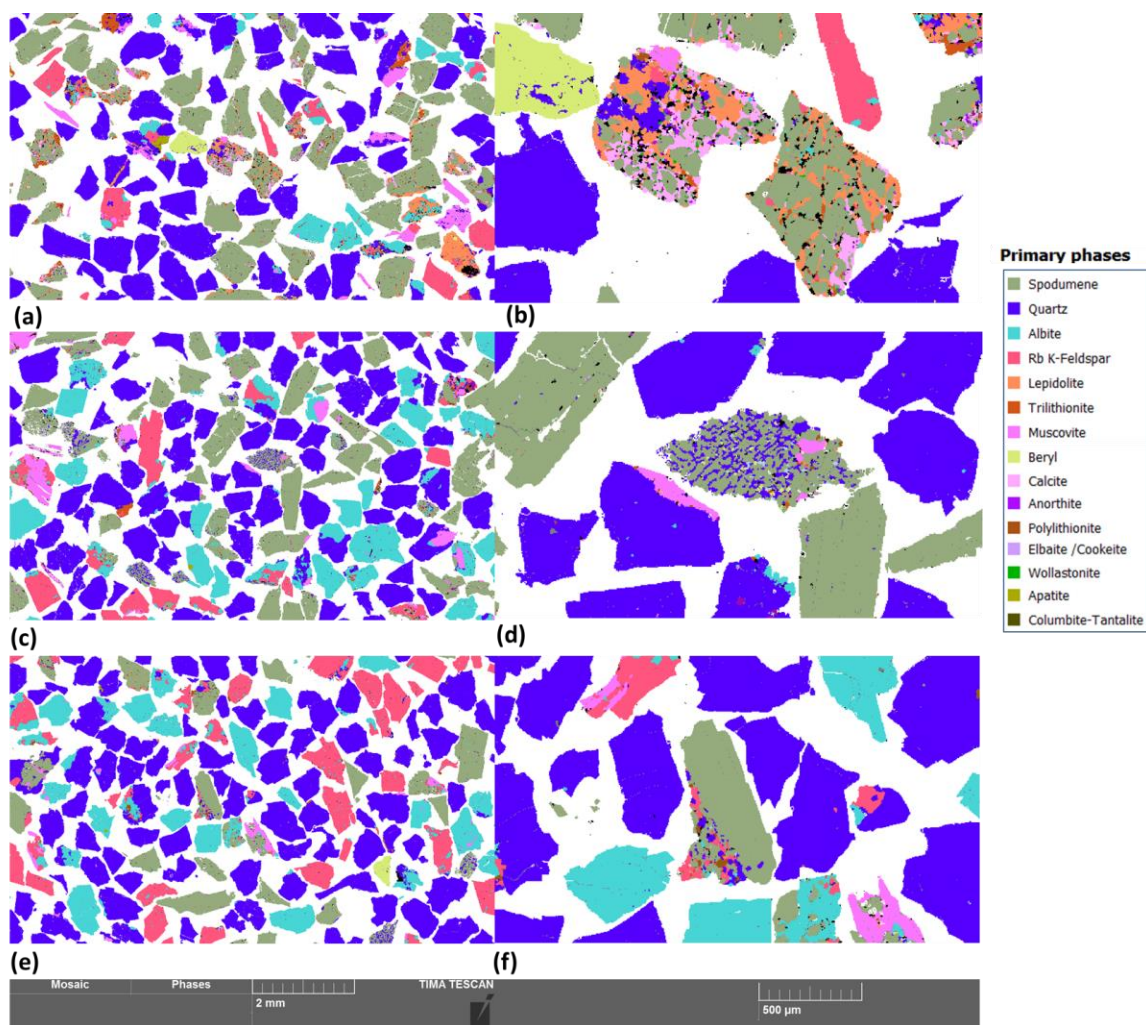 (a)
(b)
Primary phases
Spodumene
Quartz
Albite
Rb K-Feldspar
Lepidolite
Trilithionite
Muscovite
Beryl
Calcite
Anorthite
Polylithionite
Elbaite /Cookeite
Wollastonite
Apatite
Columbite-Tantalite
(c)
(d)
(e)
(f)
Mosaic Phases 2 mm TIMA TESCAN 500 µm